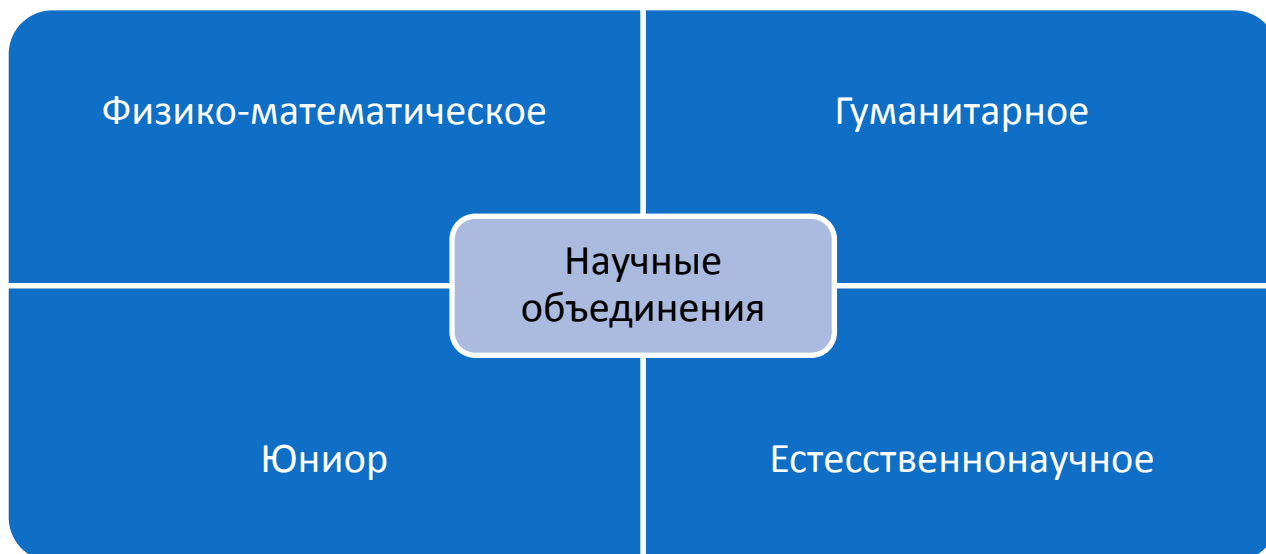 Физико-математическое
Гуманитарное
Научные
объединения
Юниор
Естесственнонаучное